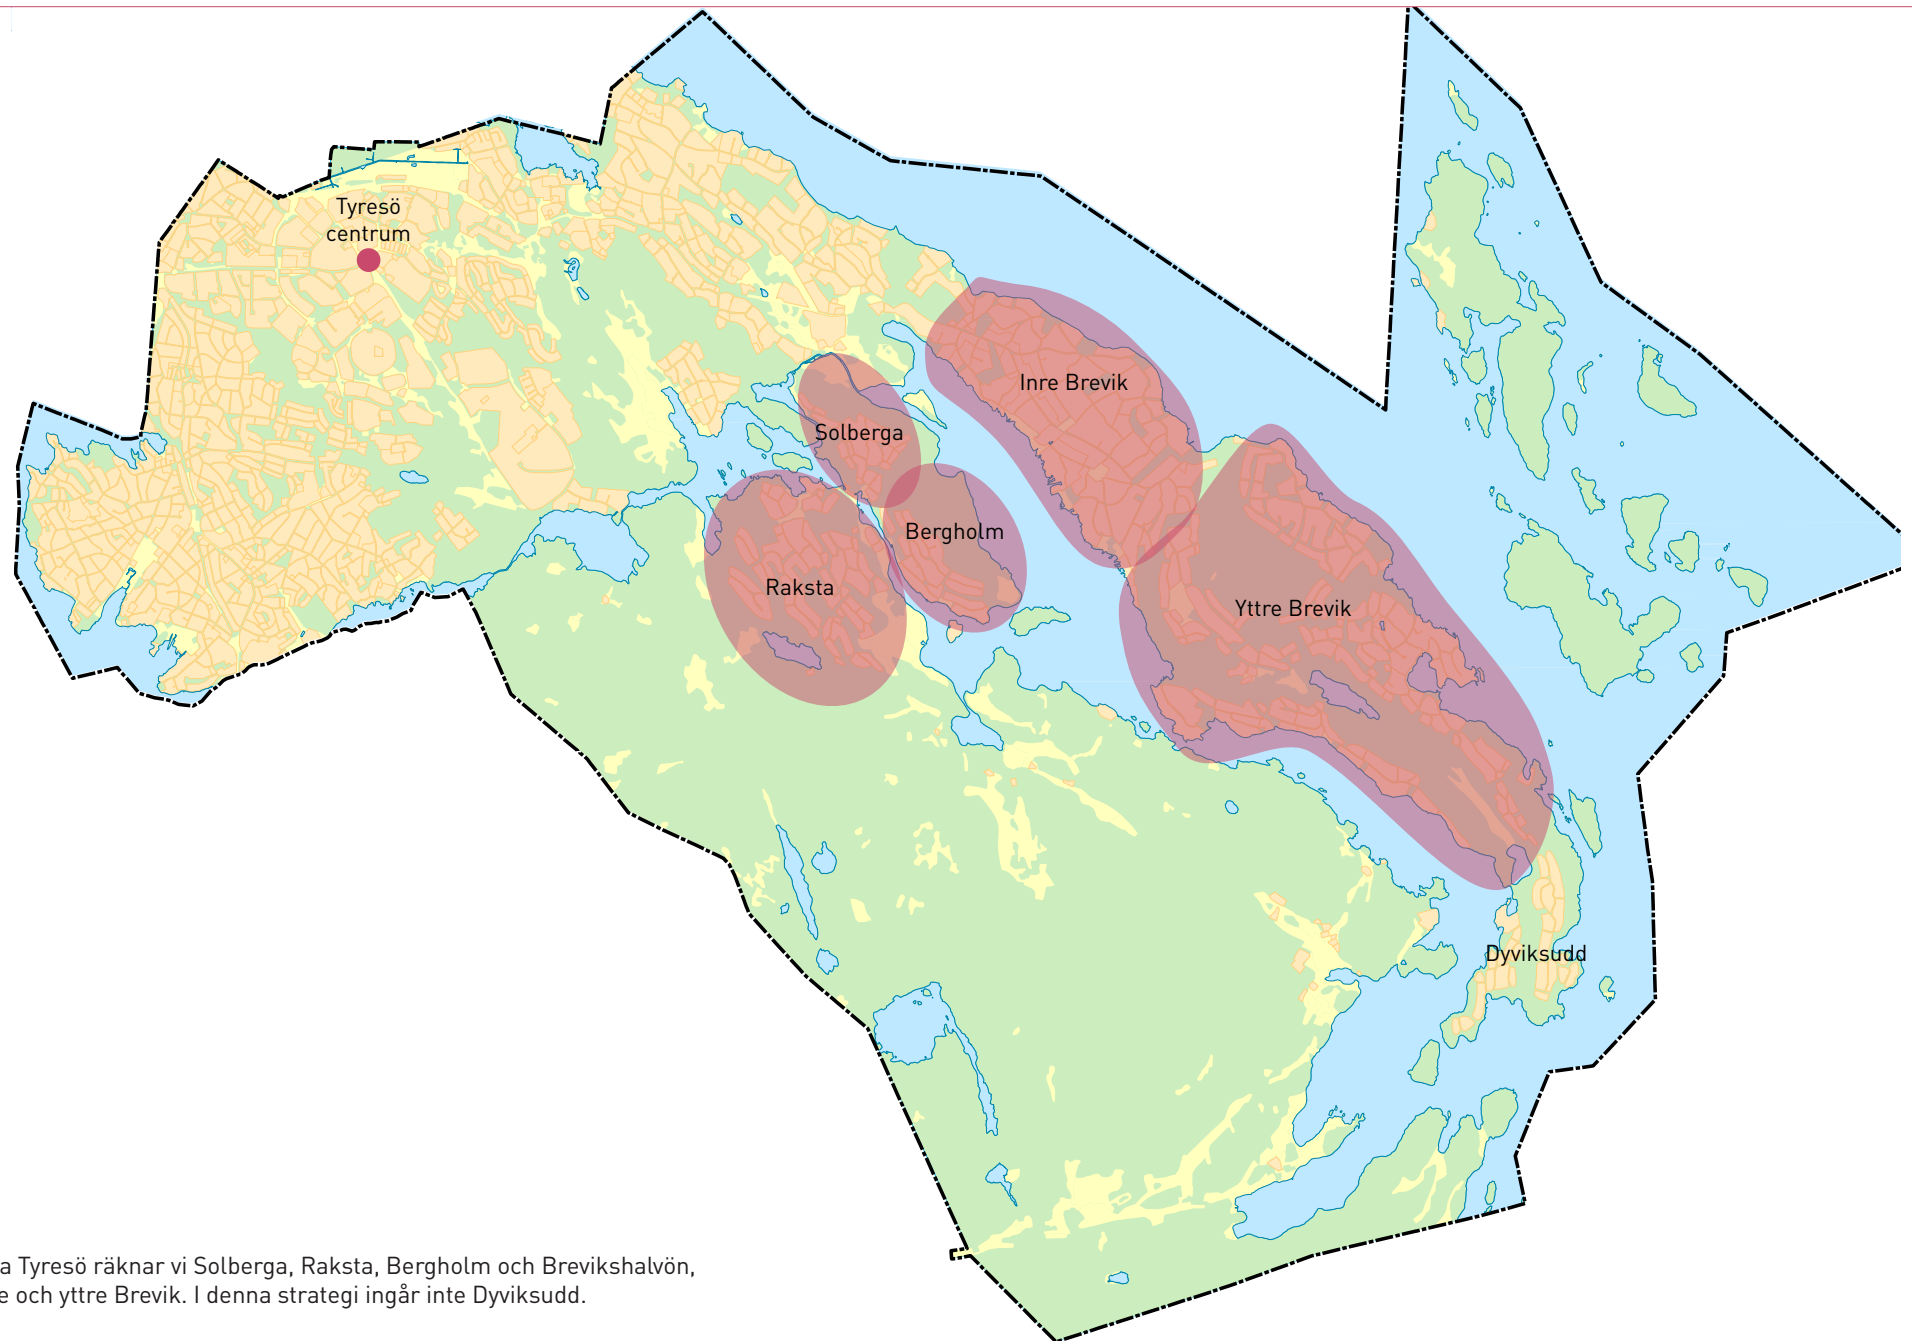 Tyresö
centrum
Inre Brevik
Solberga
Bergholm
Raksta
Yttre Brevik
Dyviksudd
a Tyresö räknar vi Solberga, Raksta, Bergholm och Brevikshalvön,
e och yttre Brevik. I denna strategi ingår inte Dyviksudd.